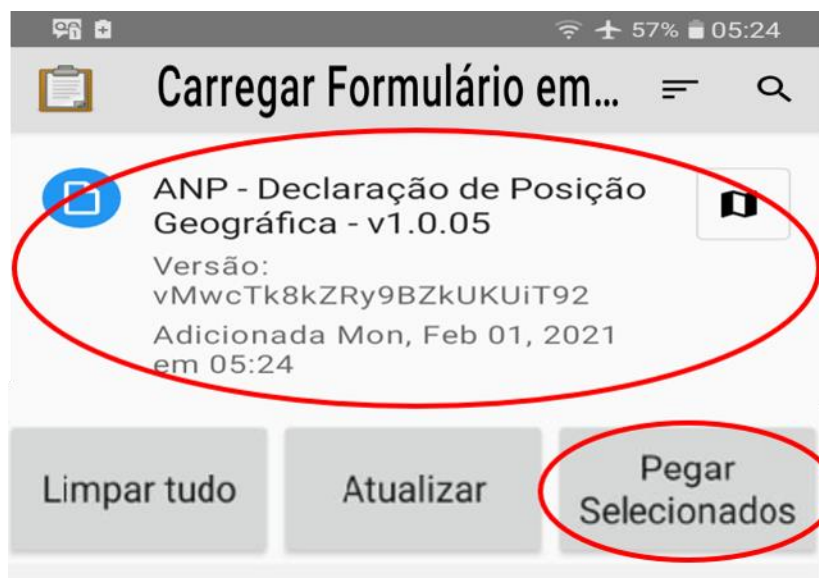 57% 05:24
Carregar Formulário em...
ANP - Declaração de Posição
Geográfica - v1.0.05
Versão:
vMwcTk8kZRy9BZkUKUiT92
Adicionada Mon, Feb 01, 2021
em 05:24
Limpar tudo
Atualizar
Pegar
Selecionados